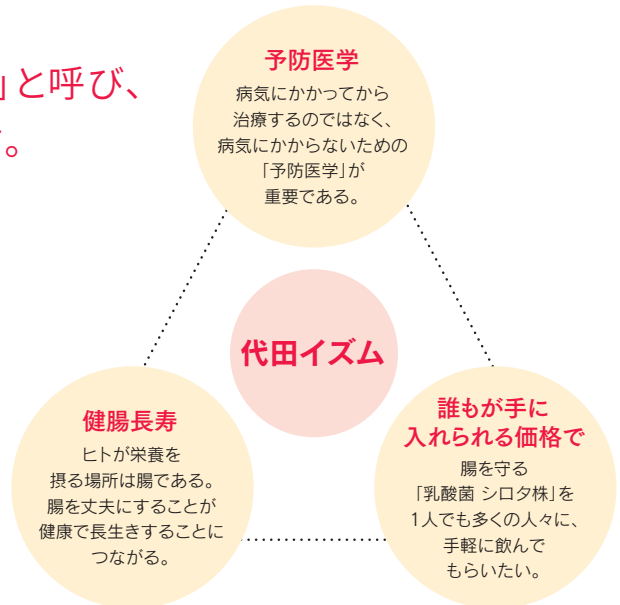 」と呼び、
。
予防医学
病気にかかってから
治療するのではなく、
病気にかからないための
「予防医学」が
重要である。
代田イズム
健腸長寿
ヒトが栄養を
摂る場所は腸である。
腸を丈夫にすることが
健康で長生きすることに
つながる。
誰もが手に
入れられる価格で
腸を守る
「乳酸菌 シロタ株」を
1人でも多くの人々に、
手軽に飲んで
もらいたい。